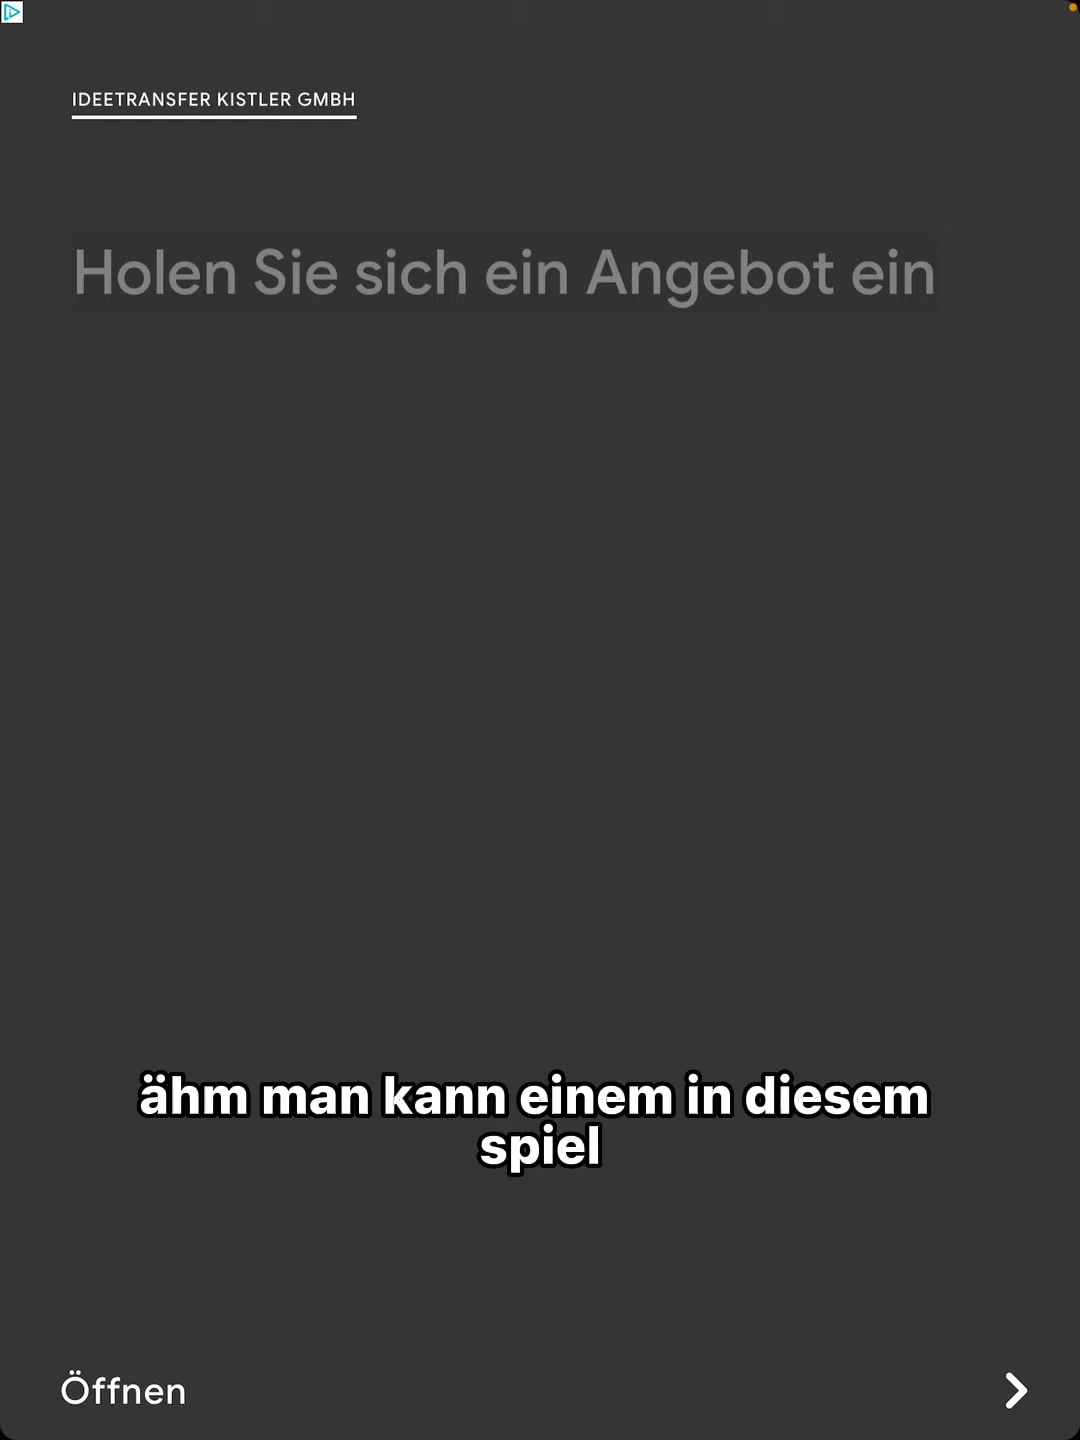 IDEETRANSFER KISTLER GMBH
Holen Sie sich ein Angebot ein
ähm man kann einem in diesem
spiel
Öffnen